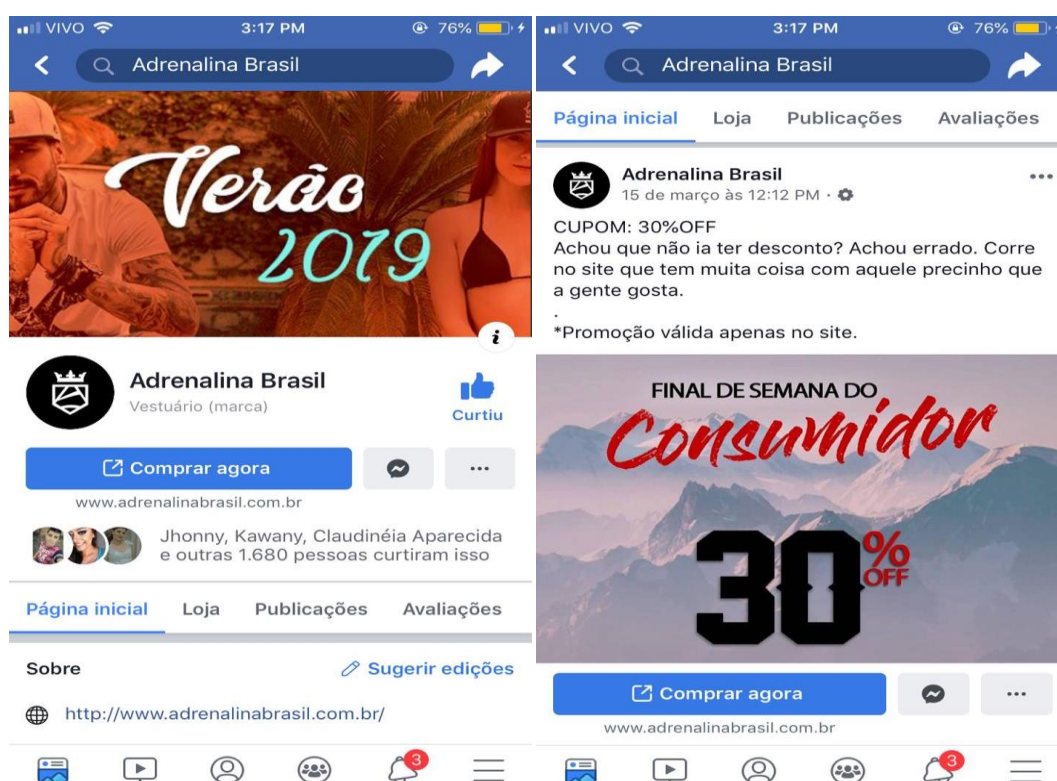 VIVO 3:17 PM 76%
Adrenalina Brasil
Verão
2019
i
Adrenalina Brasil
Vestuário (marca)
Curtiu
Comprar agora
www.adrenalinabrasil.com.br
Jhonny, Kawany, Claudinéia Aparecida
e outras 1.680 pessoas curtiram isso
Página inicial Loja Publicações Avaliações
Sobre Sugerir edições
http://www.adrenalinabrasil.com.br/
3
VIVO 3:17 PM 76%
Adrenalina Brasil
Página inicial Loja Publicações Avaliações
Adrenalina Brasil
15 de março às 12:12 PM ·
CUPOM: 30%OFF
Achou que não ia ter desconto? Achou errado. Corre
no site que tem muita coisa com aquele precinho que
a gente gosta.
.
*Promoção válida apenas no site.
FINAL DE SEMANA DO
Consumidor
30%
OFF
Comprar agora
www.adrenalinabrasil.com.br
3